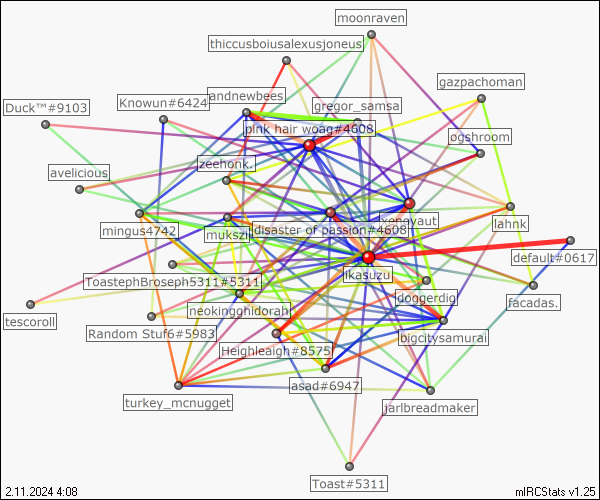 moonraven
thiccusboiusalexusjoneus
gazpachoman
andnewbees
Knowun#6424
gregor_samsa
Duck™#9103
pink hair woag#4608
ogshroom
zeehonk.
avelicious
lahnk
mukszi
disaster of passion#4608
mingus4742
default#0617
ikasuzu
ToastephBroseph5311#5311
doggerdig
facadas.
neokingghidorah
tescoroll
Random Stuf6#5983
bigcitysamurai
Heighleaigh#8575
asad#6947
turkey_mcnugget
jarlbreadmaker
Toast#5311
2.11.2024 4:08
mIRCStats v1.25